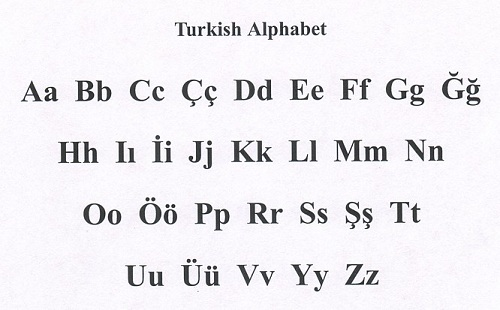 Turkish Alphabet
Aa Bb Cc Çç Dd Ee Ff Gg Ğğ
Hh Iı İi Jj Kk Ll Mm Nn
Oo Öö Pp Rr Ss Şş Tt
Uu Üü Vv Yy Zz